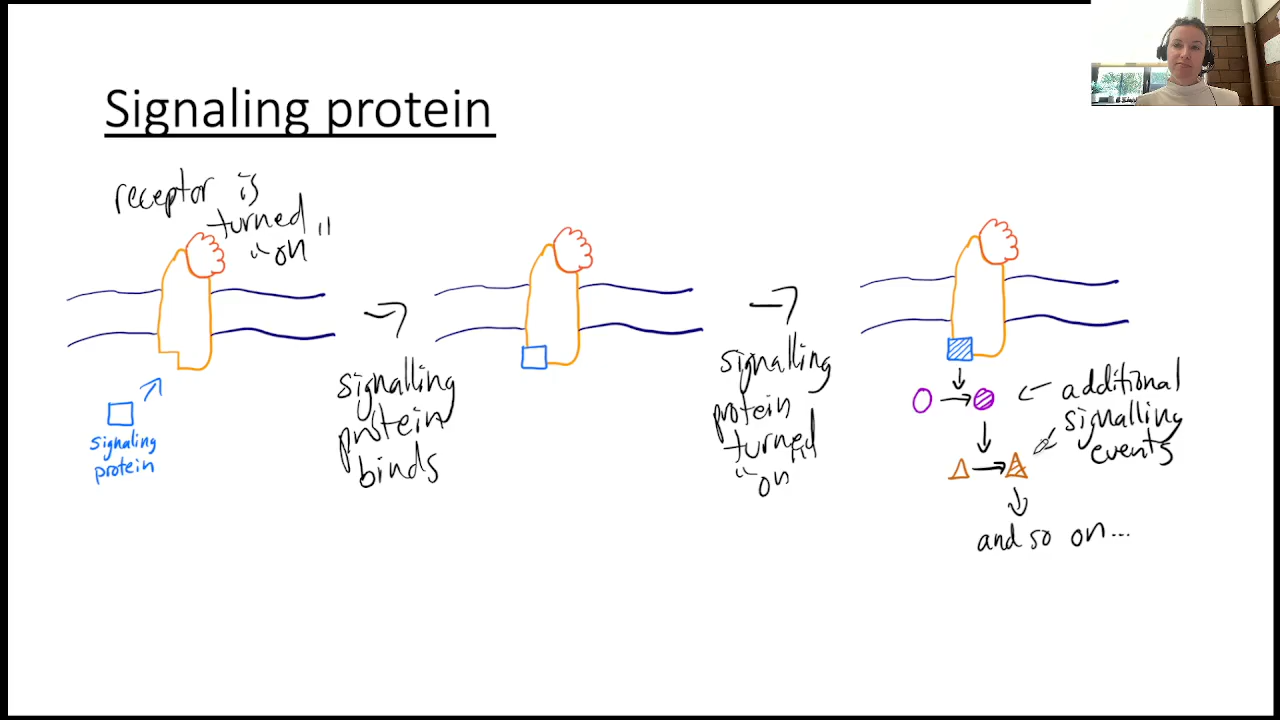 Signaling protein
receptor is
turned
"on"
signaling
protein
signalling
protein
binds
signalling
protein
turned
"on"
additional
signalling
events
and so on...